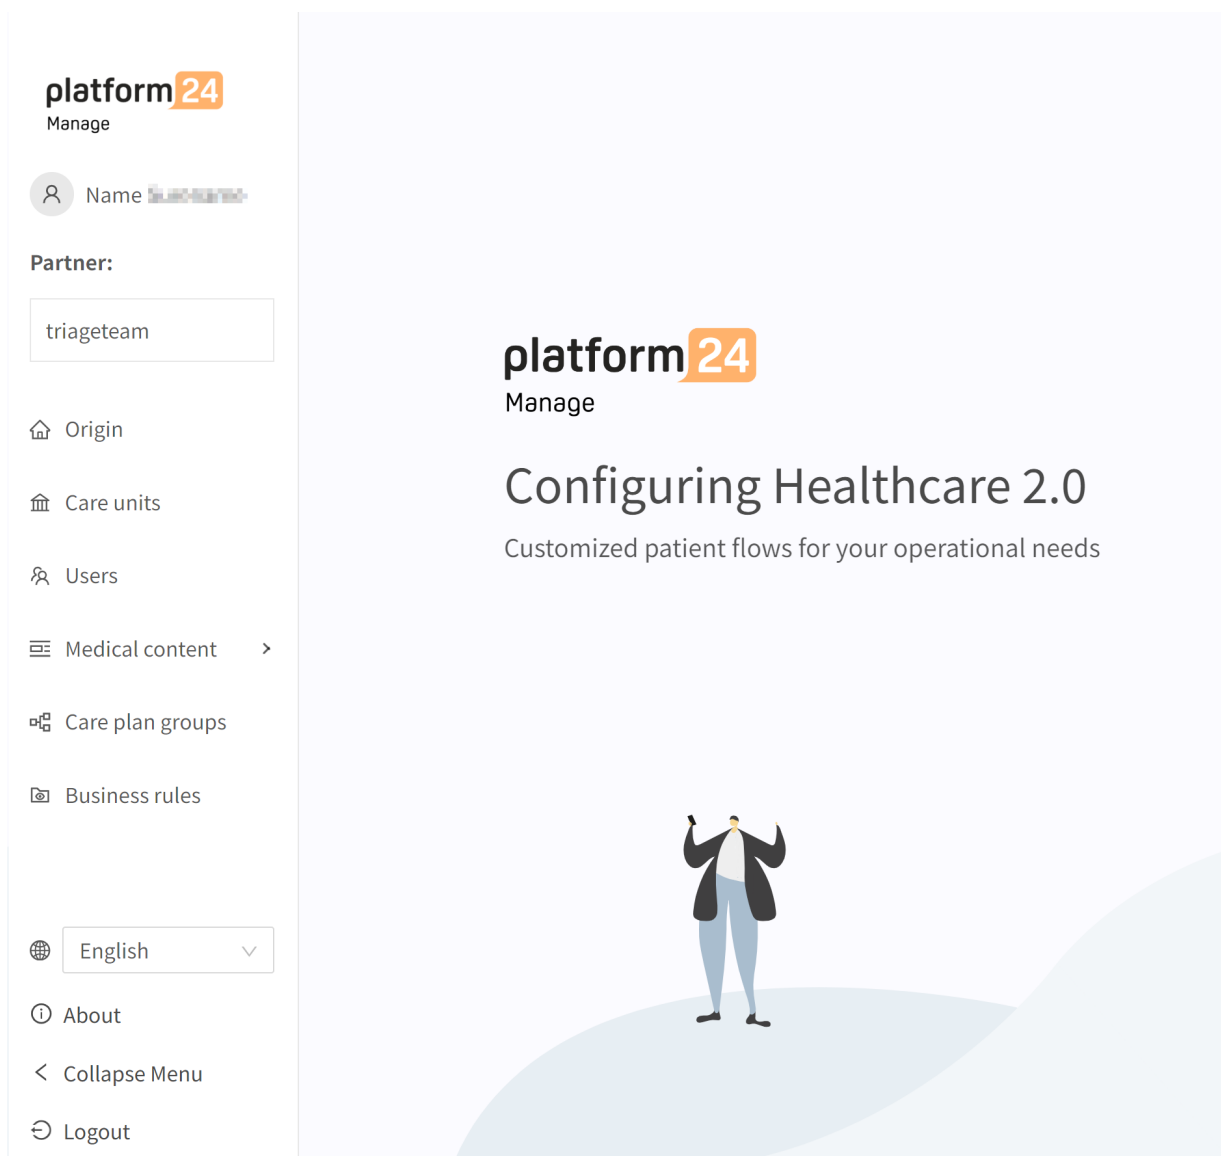 platform24
Manage
Name
Partner:
triageteam
Origin
Care units
Users
Medical content
Care plan groups
Business rules
English
About
Collapse Menu
Logout
platform24
Manage
Configuring Healthcare 2.0
Customized patient flows for your operational needs